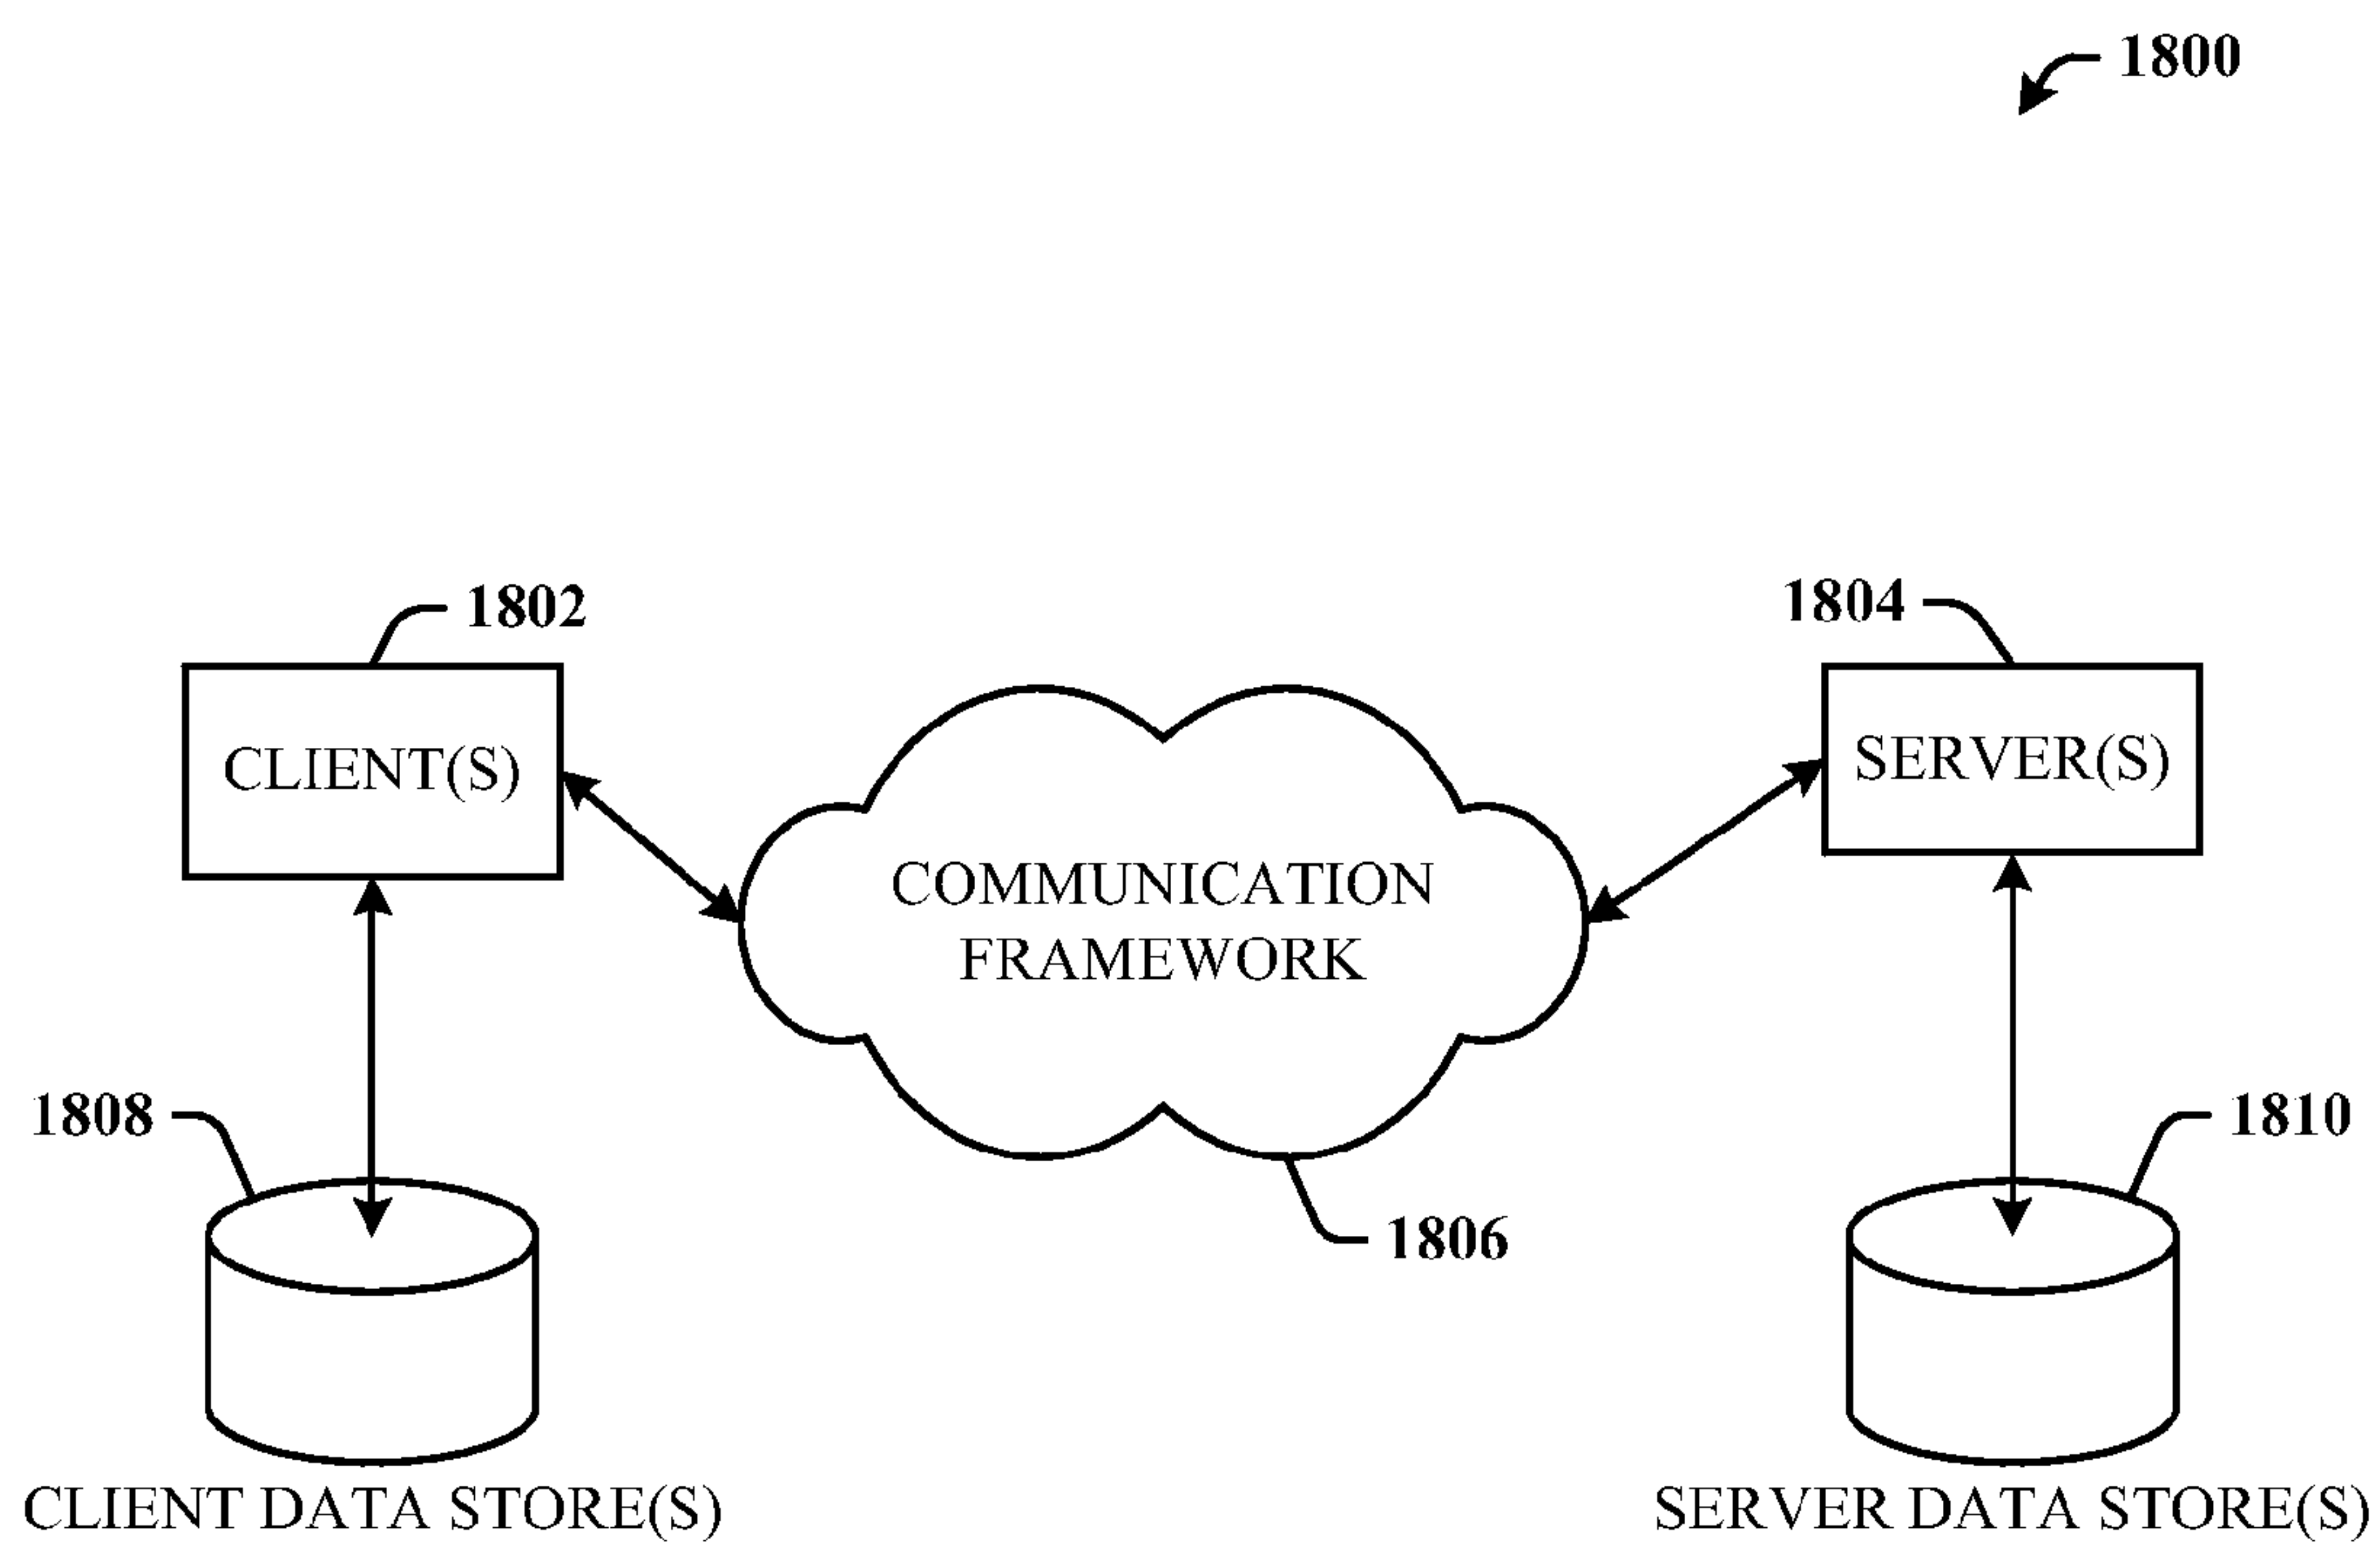 1800
1802
1804
CLIENT(S)
SERVER(S)
COMMUNICATION
FRAMEWORK
1808
1810
1806
CLIENT DATA STORE(S)
SERVER DATA STORE(S)